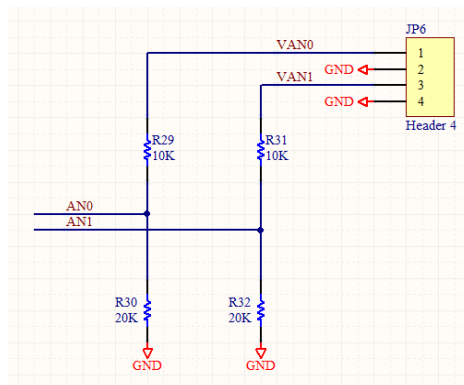 JP6
VAN0
1
GND
2
VAN1
3
GND
4
Header 4
R29
10K
R31
10K
AN0
AN1
R30
20K
R32
20K
GND
GND